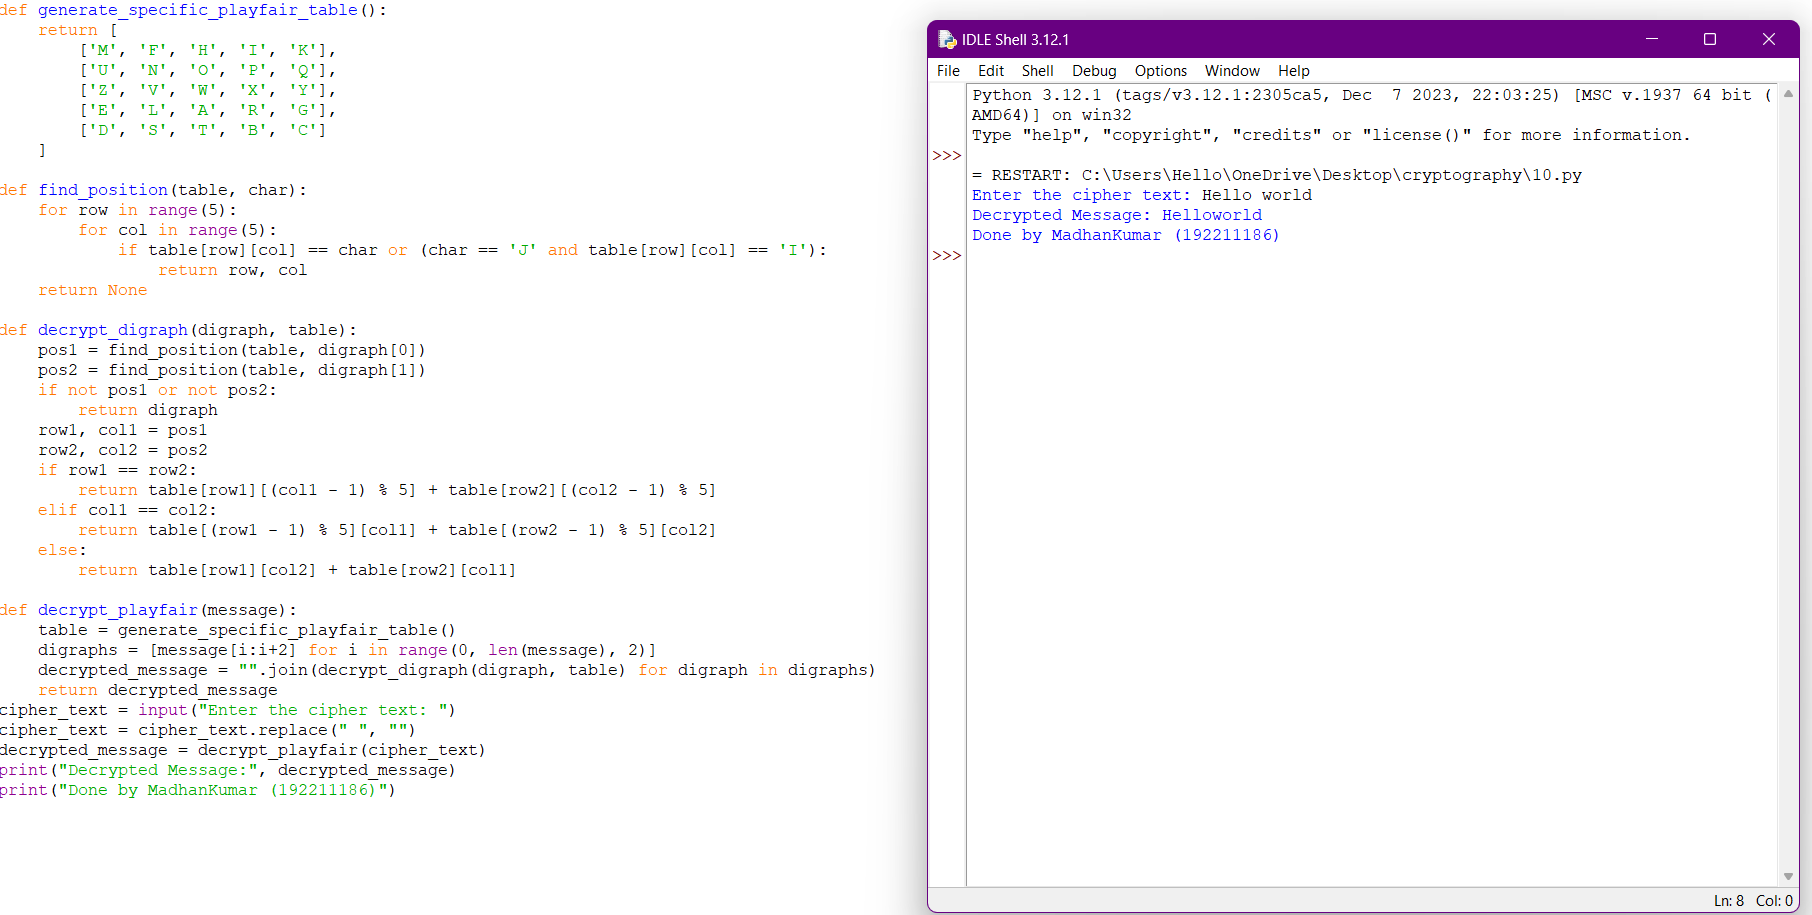 def generate_specific_playfair_table():
    return [
        ['M', 'F', 'H', 'I', 'K'],
        ['U', 'N', 'O', 'P', 'Q'],
        ['Z', 'V', 'W', 'X', 'Y'],
        ['E', 'L', 'A', 'R', 'G'],
        ['D', 'S', 'T', 'B', 'C']
    ]
def find_position(table, char):
    for row in range(5):
        for col in range(5):
            if table[row][col] == char or (char == 'J' and table[row][col] == 'I'):
                return row, col
    return None
def decrypt_digraph(digraph, table):
    pos1 = find_position(table, digraph[0])
    pos2 = find_position(table, digraph[1])
    if not pos1 or not pos2:
        return digraph
    row1, col1 = pos1
    row2, col2 = pos2
    if row1 == row2:
        return table[row1][(col1 - 1) % 5] + table[row2][(col2 - 1) % 5]
    elif col1 == col2:
        return table[(row1 - 1) % 5][col1] + table[(row2 - 1) % 5][col2]
    else:
        return table[row1][col2] + table[row2][col1]
def decrypt_playfair(message):
    table = generate_specific_playfair_table()
    digraphs = [message[i:i+2] for i in range(0, len(message), 2)]
    decrypted_message = "".join(decrypt_digraph(digraph, table) for digraph in digraphs)
    return decrypted_message
cipher_text = input("Enter the cipher text: ")
cipher_text = cipher_text.replace(" ", "")
decrypted_message = decrypt_playfair(cipher_text)
print("Decrypted Message:", decrypted_message)
print("Done by MadhanKumar (192211186)")
IDLE Shell 3.12.1
File Edit Shell Debug Options Window Help
Python 3.12.1 (tags/v3.12.1:2305ca5, Dec  7 2023, 22:03:25) [MSC v.1937 64 bit (
AMD64)] on win32
Type "help", "copyright", "credits" or "license()" for more information.
>>>
= RESTART: C:\Users\Hello\OneDrive\Desktop\cryptography\10.py
Enter the cipher text: Hello world
Decrypted Message: Helloworld
Done by MadhanKumar (192211186)
>>>
Ln: 8 Col: 0